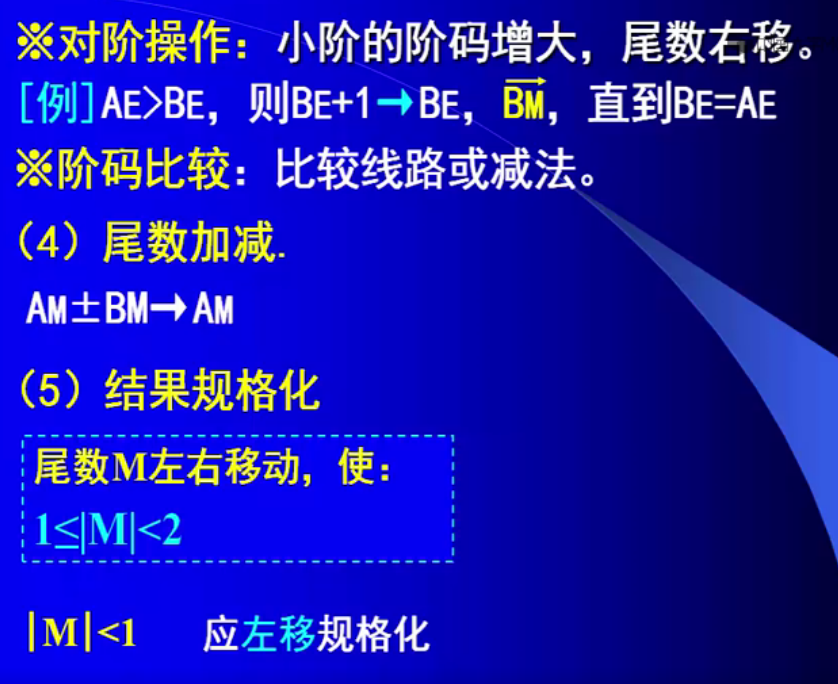 ※对阶操作：小阶的阶码增大，尾数右移。
[例]AE>BE，则BE+1→BE，BM，直到BE=AE
※阶码比较：比较线路或减法。
（4）尾数加减.
AM±BM→AM
（5）结果规格化
尾数M左右移动，使：
1≤|M|<2
|M|<1 应左移规格化